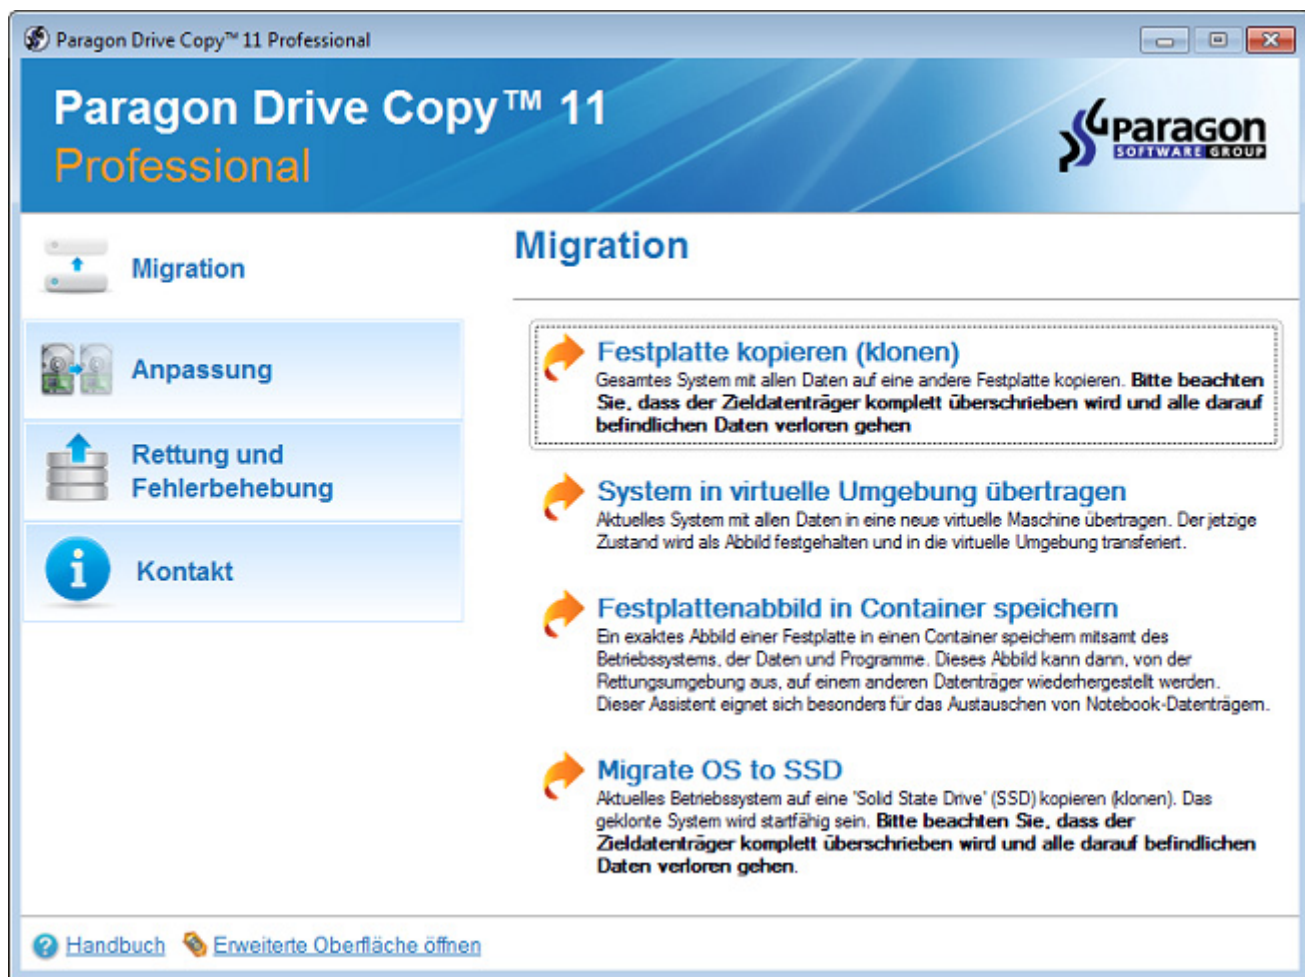 Paragon Drive Copy™ 11 Professional
Paragon Drive Copy™ 11
Professional
Paragon
SOFTWARE GROUP
Migration
Anpassung
Rettung und
Fehlerbehebung
Kontakt
Migration
Festplatte kopieren (klonen)
Gesamtes System mit allen Daten auf eine andere Festplatte kopieren. Bitte beachten
Sie, dass der Zieldatenträger komplett überschrieben wird und alle darauf
befindlichen Daten verloren gehen
System in virtuelle Umgebung übertragen
Aktuelles System mit allen Daten in eine neue virtuelle Maschine übertragen. Der jetzige
Zustand wird als Abbild festgehalten und in die virtuelle Umgebung transferiert.
Festplattenabbild in Container speichern
Ein exaktes Abbild einer Festplatte in einen Container speichern mitsamt des
Betriebssystems, der Daten und Programme. Dieses Abbild kann dann, von der
Rettungsumgebung aus, auf einem anderen Datenträger wiederhergestellt werden.
Dieser Assistent eignet sich besonders für das Austauschen von Notebook-Datenträgern.
Migrate OS to SSD
Aktuelles Betriebssystem auf eine "Solid State Drive" (SSD) kopieren (klonen). Das
geklonte System wird startfähig sein. Bitte beachten Sie, dass der
Zieldatenträger komplett überschrieben wird und alle darauf befindlichen
Daten verloren gehen.
Handbuch
Erweiterte Oberfläche öffnen